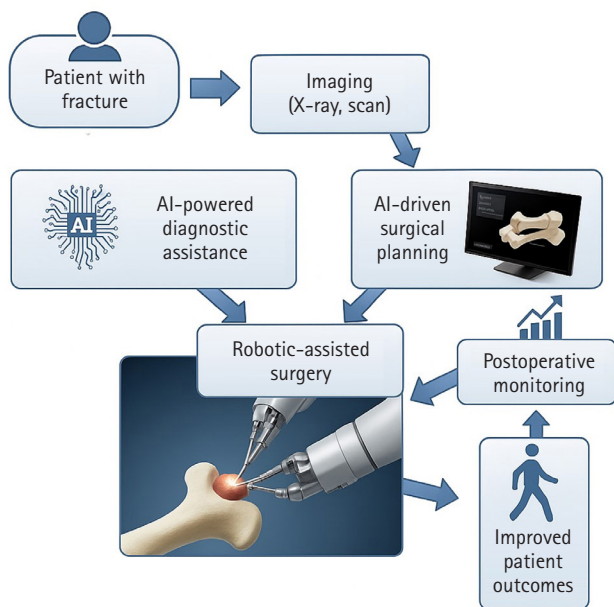 Patient with
fracture
Imaging
(X-ray, scan)
AI
AI-powered
diagnostic
assistance
AI-driven
surgical
planning
Robotic-assisted
surgery
Postoperative
monitoring
Improved
patient
outcomes